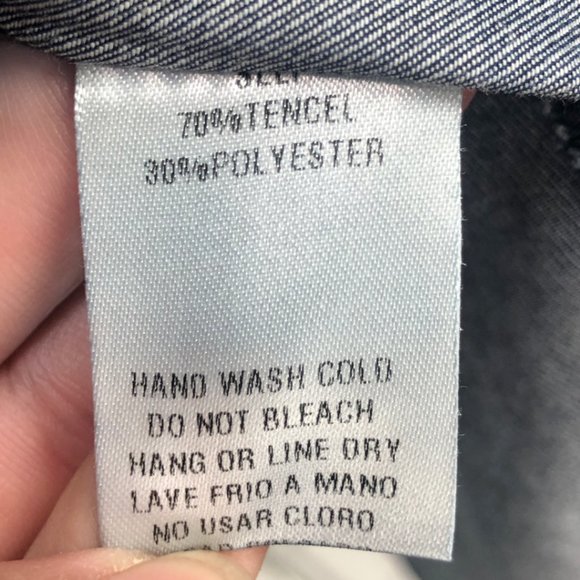 SELF
70%TENCEL
30%POLYESTER
HAND WASH COLD
DO NOT BLEACH
HANG OR LINE DRY
LAVE FRIO A MANO
NO USAR CLORO